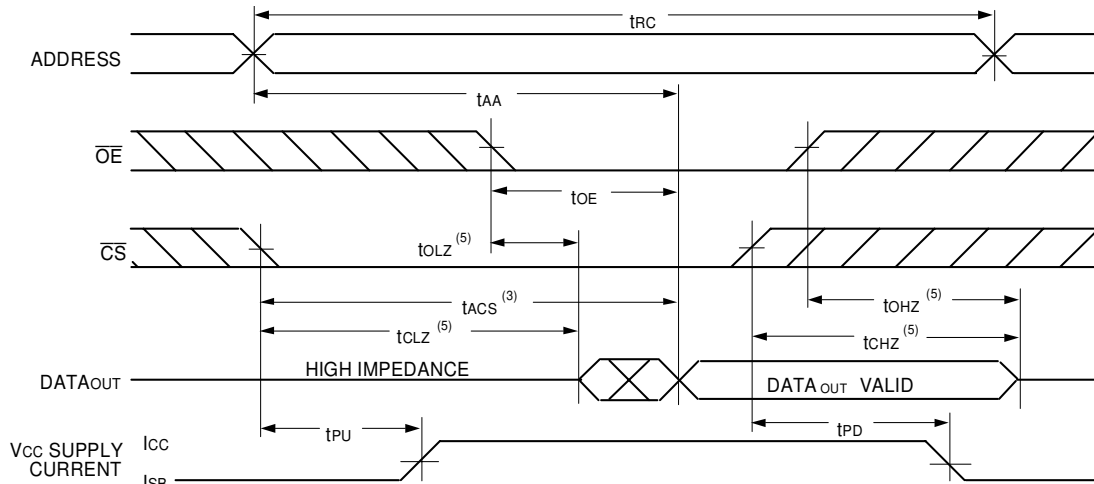 tRC
ADDRESS
tAA
OE
tOE
tOLZ (5)
CS
tACS (3)
tOHZ (5)
tCLZ (5)
tCHZ (5)
HIGH IMPEDANCE
DATAOUT
DATA OUT VALID
tPU
tPD
VCC SUPPLY
CURRENT
ICC
ISB